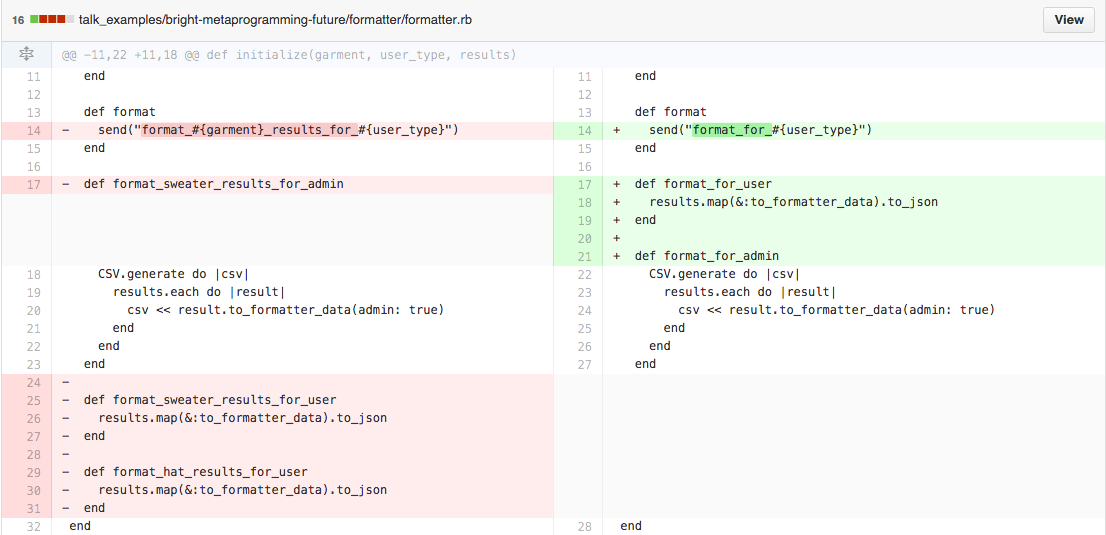 16 talk_examples/bright-metaprogramming-future/formatter/formatter.rb View
@@ -11,22 +11,18 @@ def initialize(garment, user_type, results)
11 end 11 end
12 12
13 def format 13 def format
14 - send("format_#{garment}_results_for_#{user_type}") 14 + send("format_for_#{user_type}")
15 end 15 end
16 16
17 - def format_sweater_results_for_admin 17 + def format_for_user
18 + results.map(&:to_formatter_data).to_json
19 + end
20 +
21 + def format_for_admin
18 CSV.generate do |csv| 22 CSV.generate do |csv|
19 results.each do |result| 23 results.each do |result|
20 csv << result.to_formatter_data(admin: true) 24 csv << result.to_formatter_data(admin: true)
21 end 25 end
22 end 26 end
23 end 27 end
24 -
25 - def format_sweater_results_for_user
26 - results.map(&:to_formatter_data).to_json
27 - end
28 -
29 - def format_hat_results_for_user
30 - results.map(&:to_formatter_data).to_json
31 - end
32 end 28 end